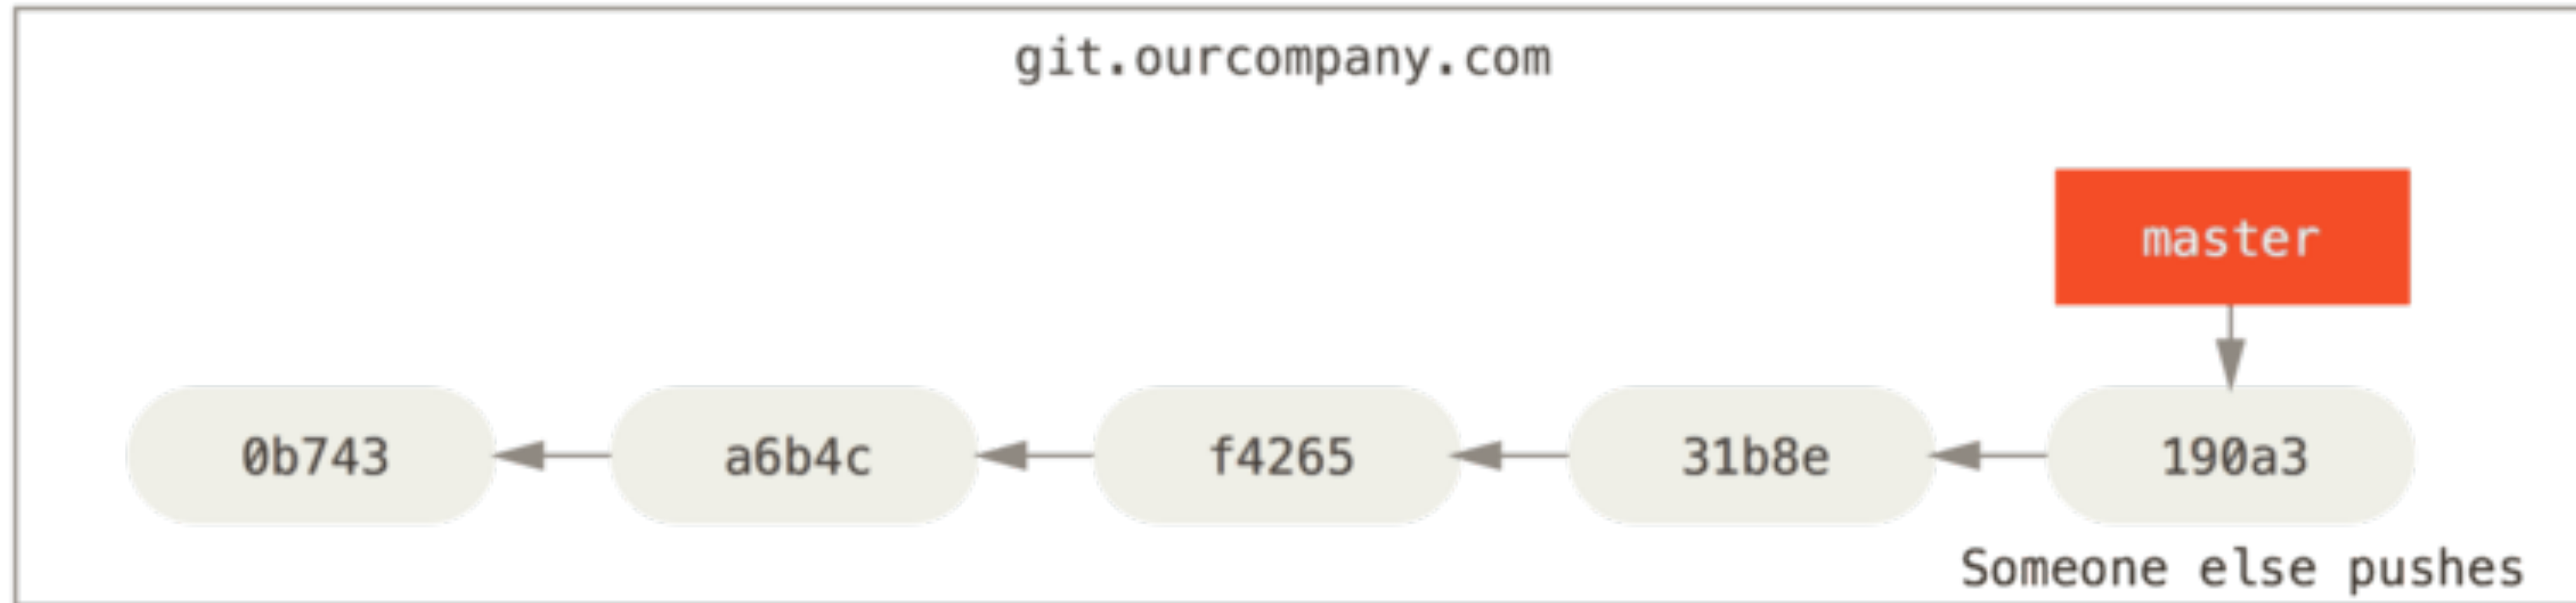 git.ourcompany.com
master
0b743 a6b4c f4265 31b8e 190a3
Someone else pushes